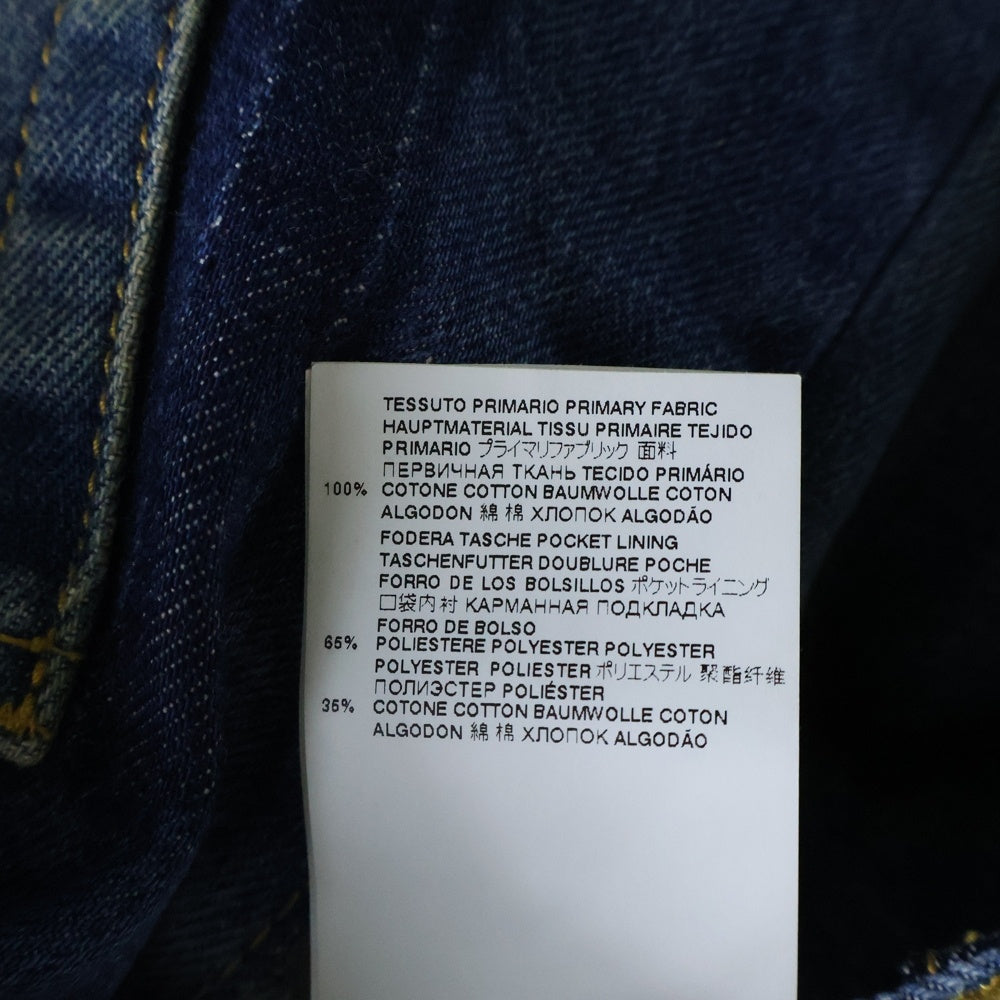 TESSUTO PRIMARIO PRIMARY FABRIC
HAUPTMATERIAL TISSU PRIMAIRE TEJIDO
PRIMARIO プライマリファブリック 面料
ПЕРВИЧНАЯ ТКАНЬ TECIDO PRIMÁRIO
100% COTONE COTTON BAUMWOLLE COTON
ALGODON 綿 棉 ХЛОПОК ALGODÃO
FODERA TASCHE POCKET LINING
TASCHENFUTTER DOUBLURE POCHE
FORRO DE LOS BOLSILLOS ポケットライニング
口袋内衬 КАРМАННАЯ ПОДКЛАДКА
FORRO DE BOLSO
65% POLIESTERE POLYESTER POLYESTER
POLYESTER POLIESTER ポリエステル 聚酯纤维
ПОЛИЭСТЕР POLIÉSTER
35% COTONE COTTON BAUMWOLLE COTON
ALGODON 綿 棉 ХЛОПОК ALGODÃO